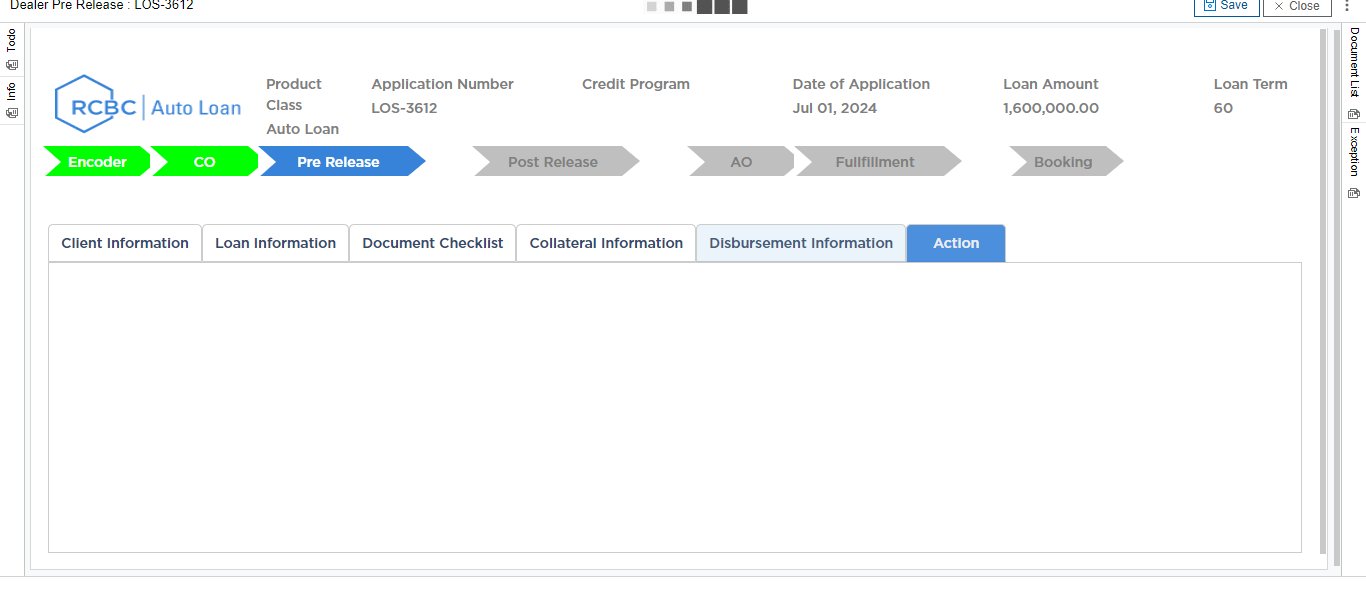 Dealer Pre Release : LOS-3612
Save
Close
Todo
Info
Document List
Exception
RCBC Auto Loan
Product Class
Auto Loan
Application Number
LOS-3612
Credit Program
Date of Application
Jul 01, 2024
Loan Amount
1,600,000.00
Loan Term
60
Encoder
CO
Pre Release
Post Release
AO
Fullfillment
Booking
Client Information
Loan Information
Document Checklist
Collateral Information
Disbursement Information
Action